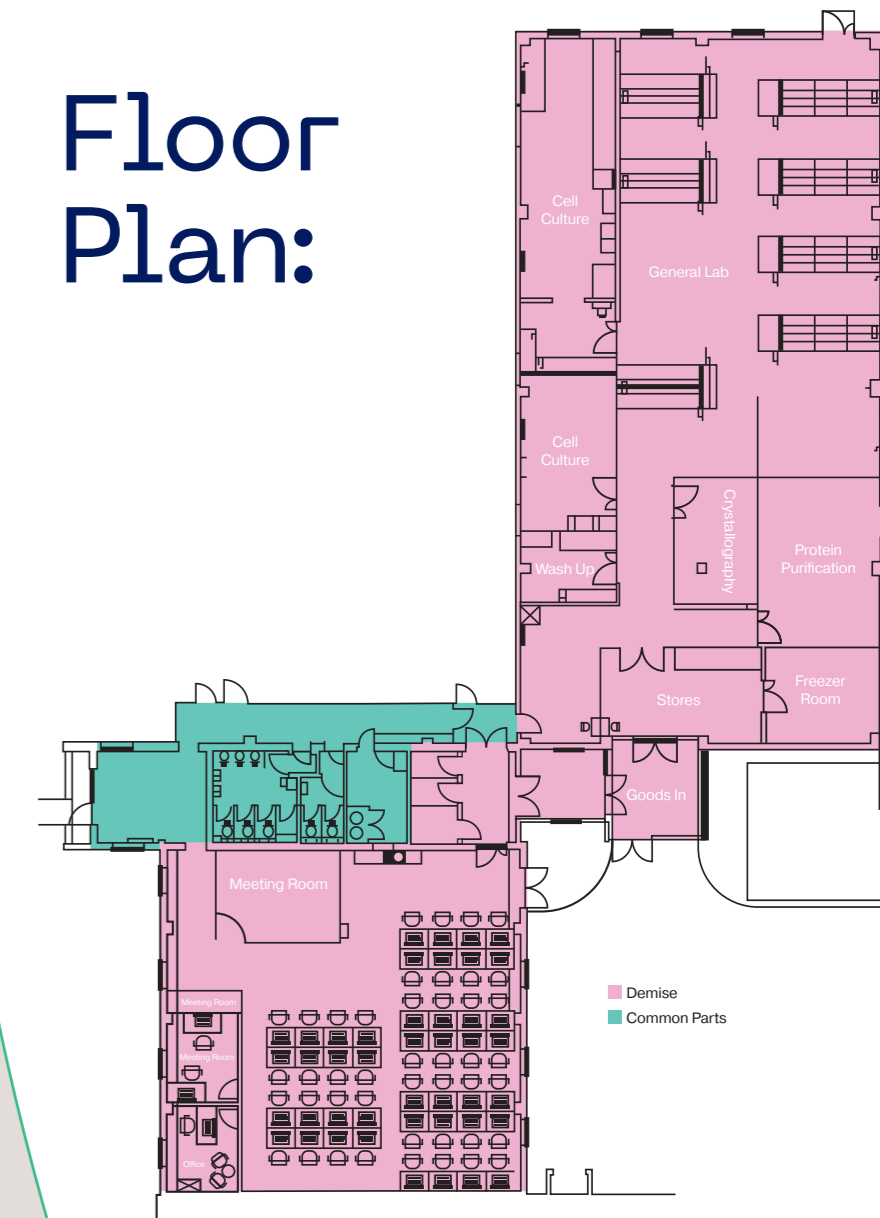 Floor
Plan:
Cell
Culture
General Lab
Cell
Culture
Crystallography
Protein
Purification
Wash Up
Stores
Freezer
Room
Goods In
Meeting Room
Meeting Room
Meeting Room
Office
Demise
Common Parts